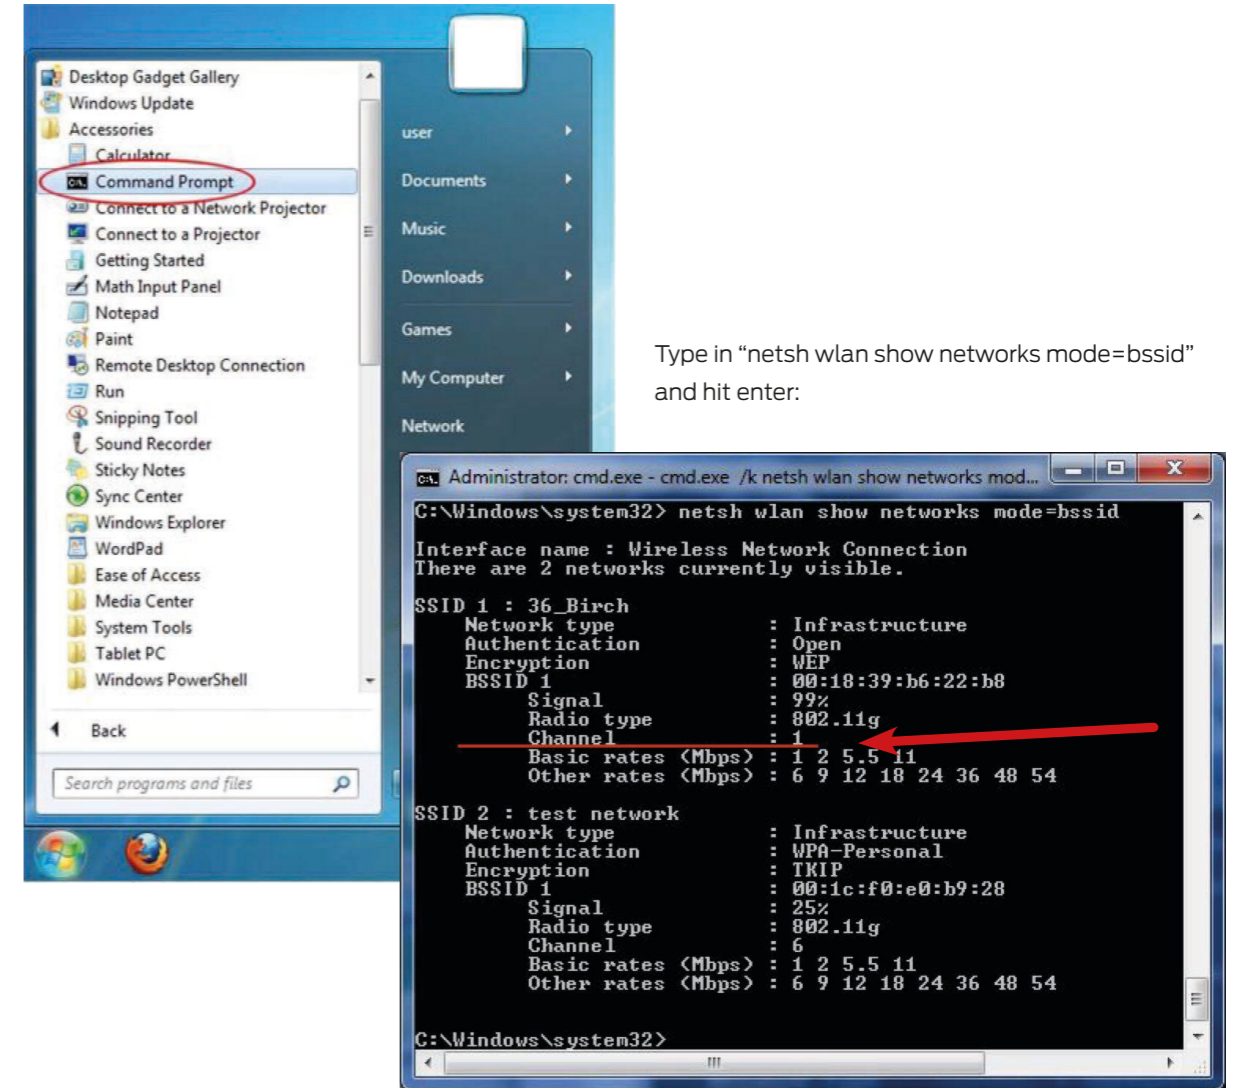 Desktop Gadget Gallery
Windows Update
Accessories
Calculator
Command Prompt
Connect to a Network Projector
Connect to a Projector
Getting Started
Math Input Panel
Notepad
Paint
Remote Desktop Connection
Run
Snipping Tool
Sound Recorder
Sticky Notes
Sync Center
Windows Explorer
WordPad
Ease of Access
Media Center
System Tools
Tablet PC
Windows PowerShell
Back
Search programs and files
user
Documents
Music
Downloads
Games
My Computer
Network
Type in “netsh wlan show networks mode=bssid”
and hit enter:
Administrator: cmd.exe - cmd.exe /k netsh wlan show networks mod...
C:\Windows\system32> netsh wlan show networks mode=bssid
Interface name : Wireless Network Connection
There are 2 networks currently visible.
SSID 1 : 36_Birch
Network type : Infrastructure
Authentication : Open
Encryption : WEP
BSSID 1 : 00:18:39:b6:22:b8
Signal : 99%
Radio type : 802.11g
Channel : 1
Basic rates (Mbps) : 1 2 5.5 11
Other rates (Mbps) : 6 9 12 18 24 36 48 54
SSID 2 : test network
Network type : Infrastructure
Authentication : WPA-Personal
Encryption : TKIP
BSSID 1 : 00:1c:f0:e0:b9:28
Signal : 25%
Radio type : 802.11g
Channel : 6
Basic rates (Mbps) : 1 2 5.5 11
Other rates (Mbps) : 6 9 12 18 24 36 48 54
C:\Windows\system32>